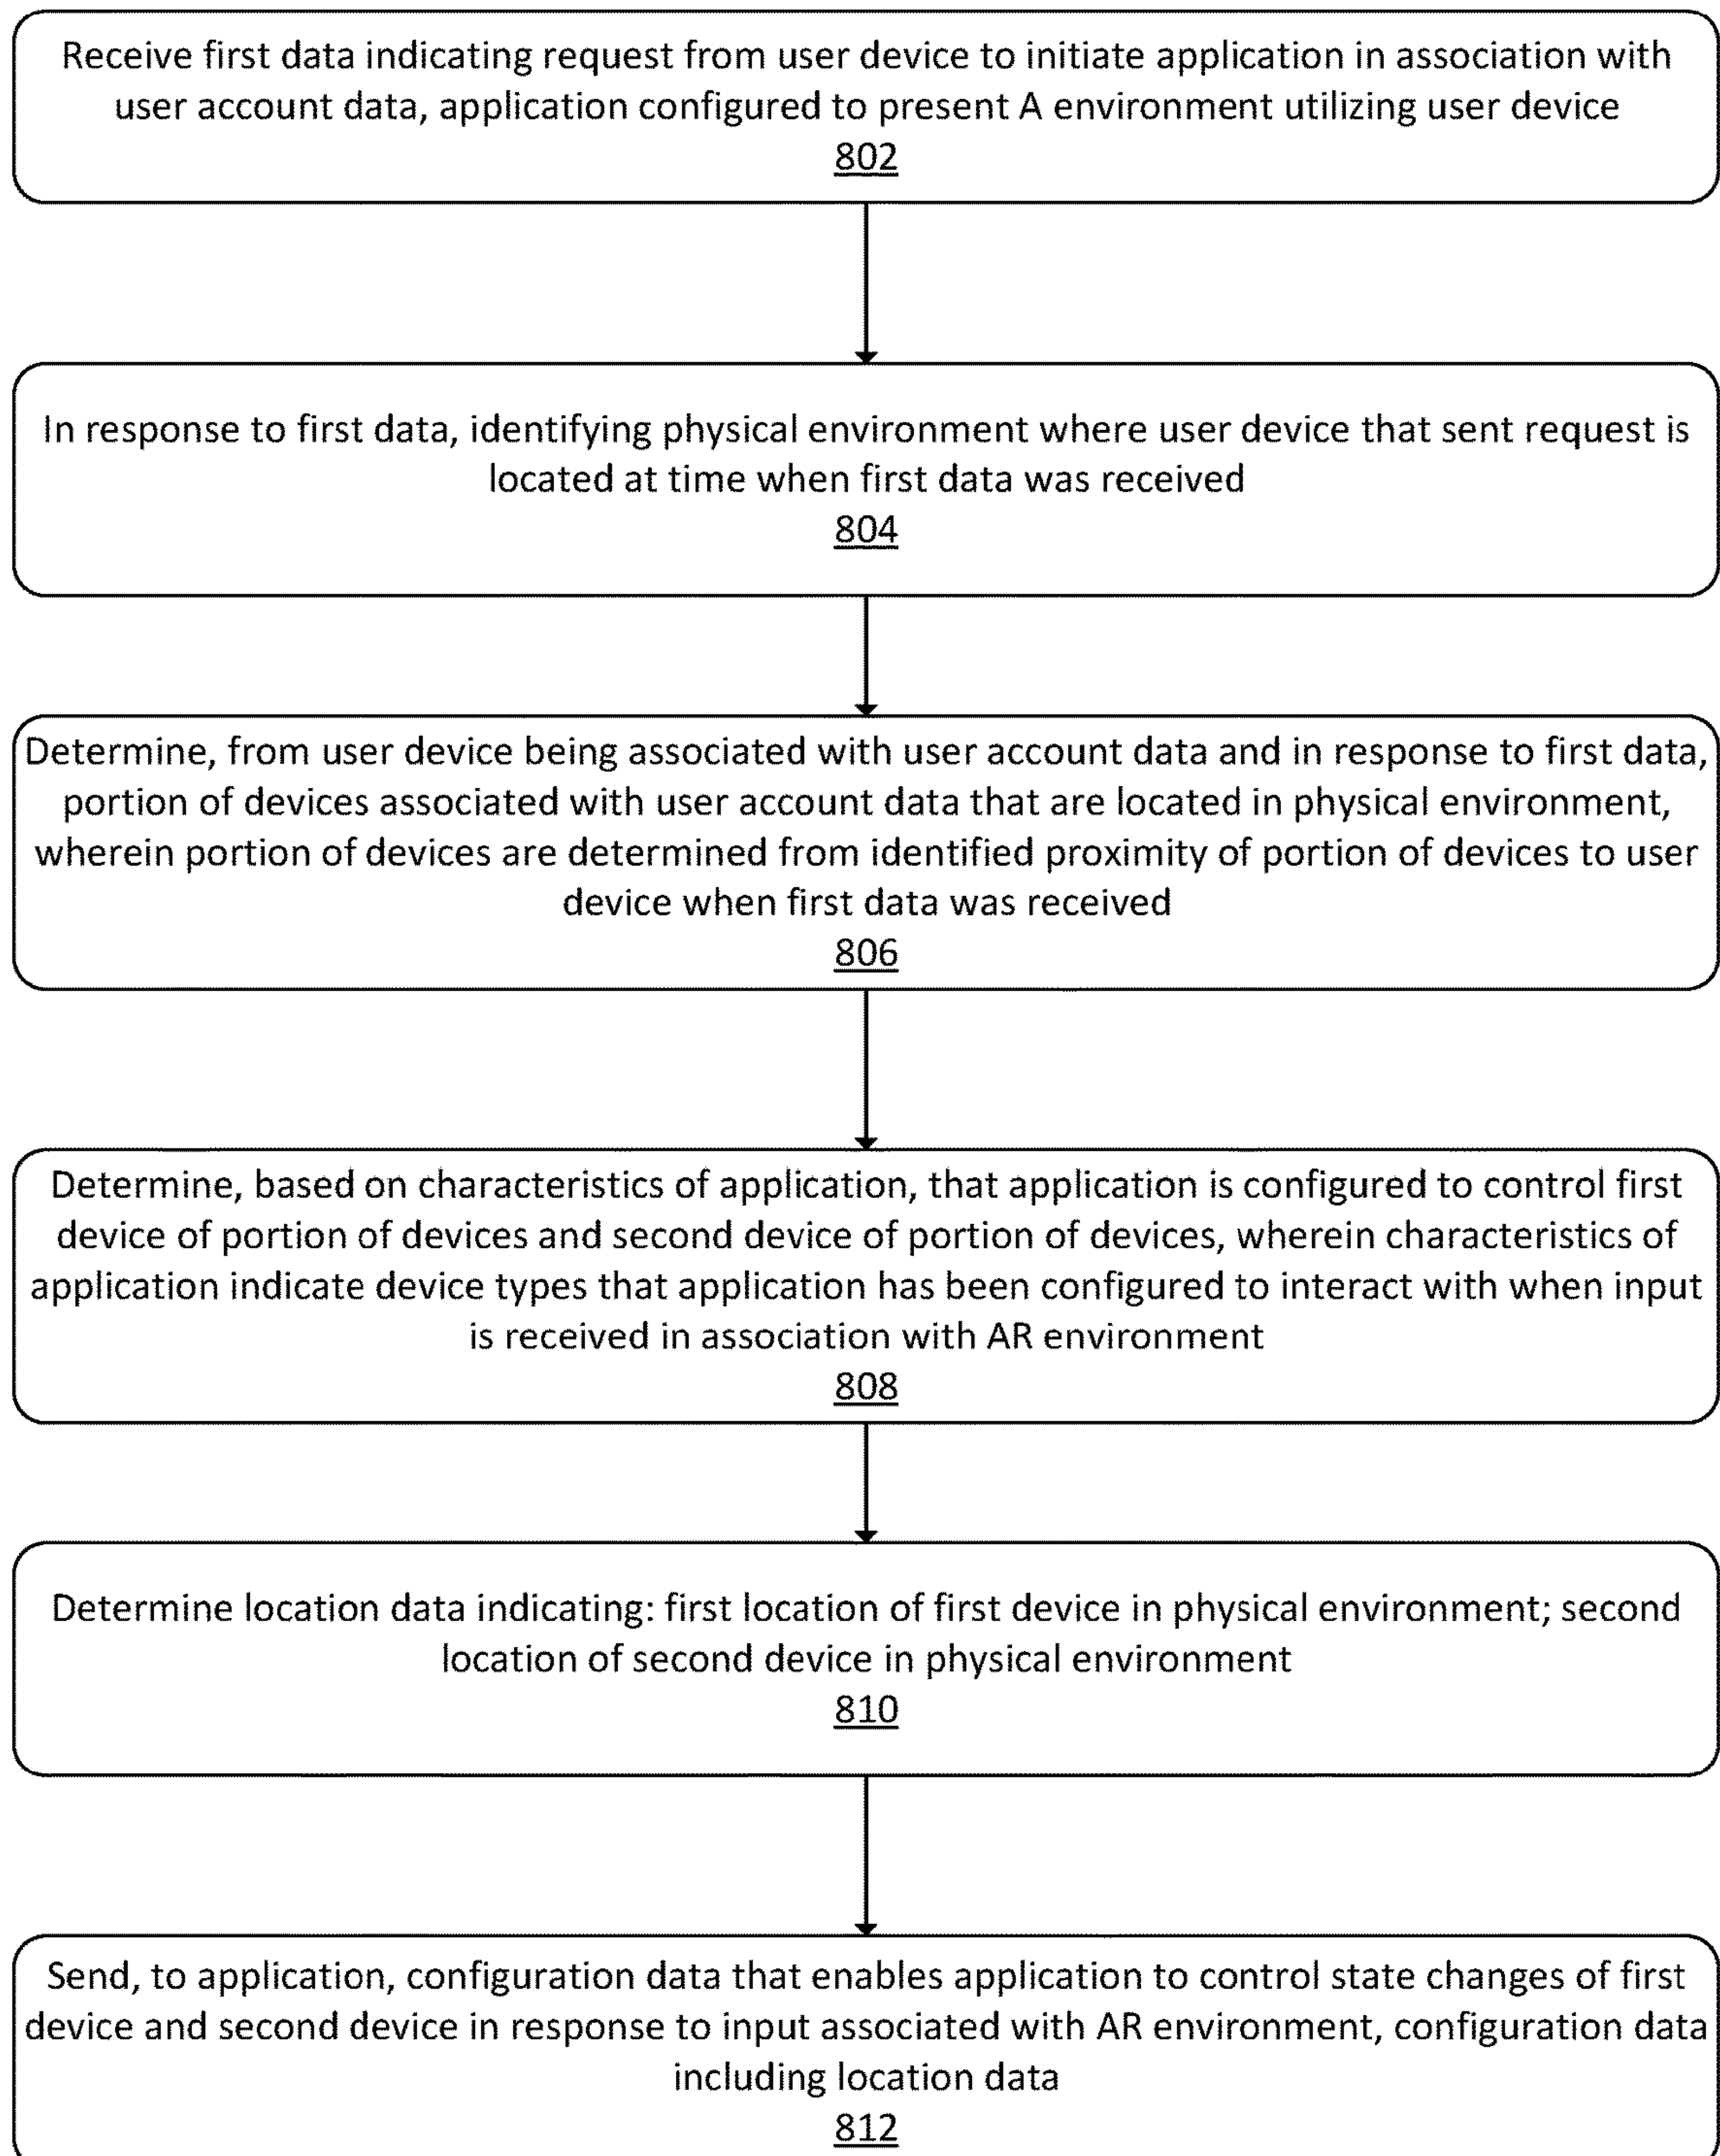 Receive first data indicating request from user device to initiate application in association with
user account data, application configured to present A environment utilizing user device
802
In response to first data, identifying physical environment where user device that sent request is
located at time when first data was received
804
Determine, from user device being associated with user account data and in response to first data,
portion of devices associated with user account data that are located in physical environment,
wherein portion of devices are determined from identified proximity of portion of devices to user
device when first data was received
806
Determine, based on characteristics of application, that application is configured to control first
device of portion of devices and second device of portion of devices, wherein characteristics of
application indicate device types that application has been configured to interact with when input
is received in association with AR environment
808
Determine location data indicating: first location of first device in physical environment; second
location of second device in physical environment
810
Send, to application, configuration data that enables application to control state changes of first
device and second device in response to input associated with AR environment, configuration data
including location data
812